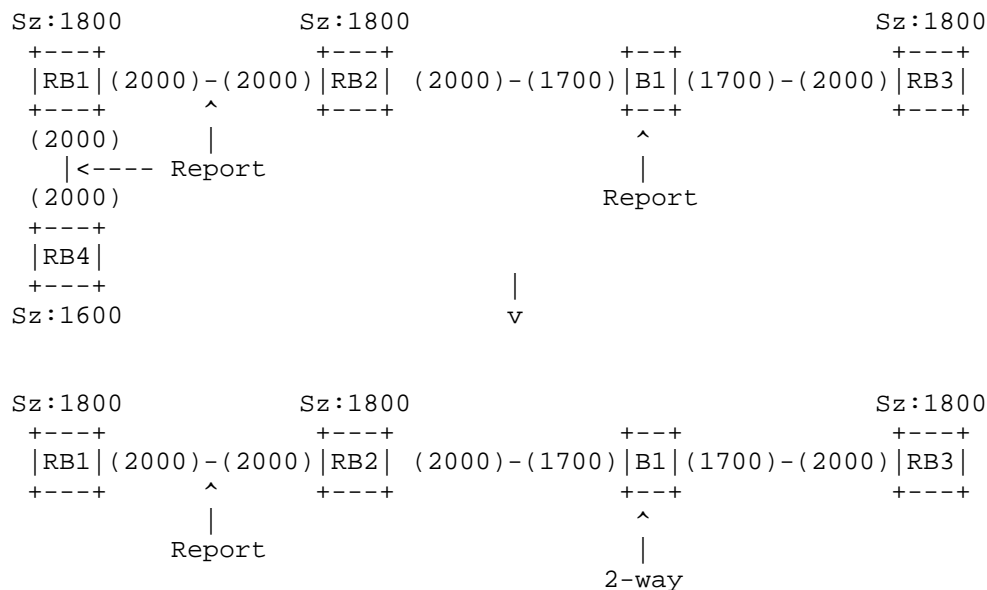 Sz:1800 Sz:1800 Sz:1800
+---+ +---+ +--+ +---+
|RB1|(2000)-(2000)|RB2| (2000)-(1700)|B1|(1700)-(2000)|RB3|
+---+ ^ +---+ +--+ +---+
(2000) | ^
|<---- Report |
(2000) Report
+---+
|RB4|
+---+ |
Sz:1600 v
Sz:1800 Sz:1800 Sz:1800
+---+ +---+ +--+ +---+
|RB1|(2000)-(2000)|RB2| (2000)-(1700)|B1|(1700)-(2000)|RB3|
+---+ ^ +---+ +--+ +---+
| ^
Report |
2-way